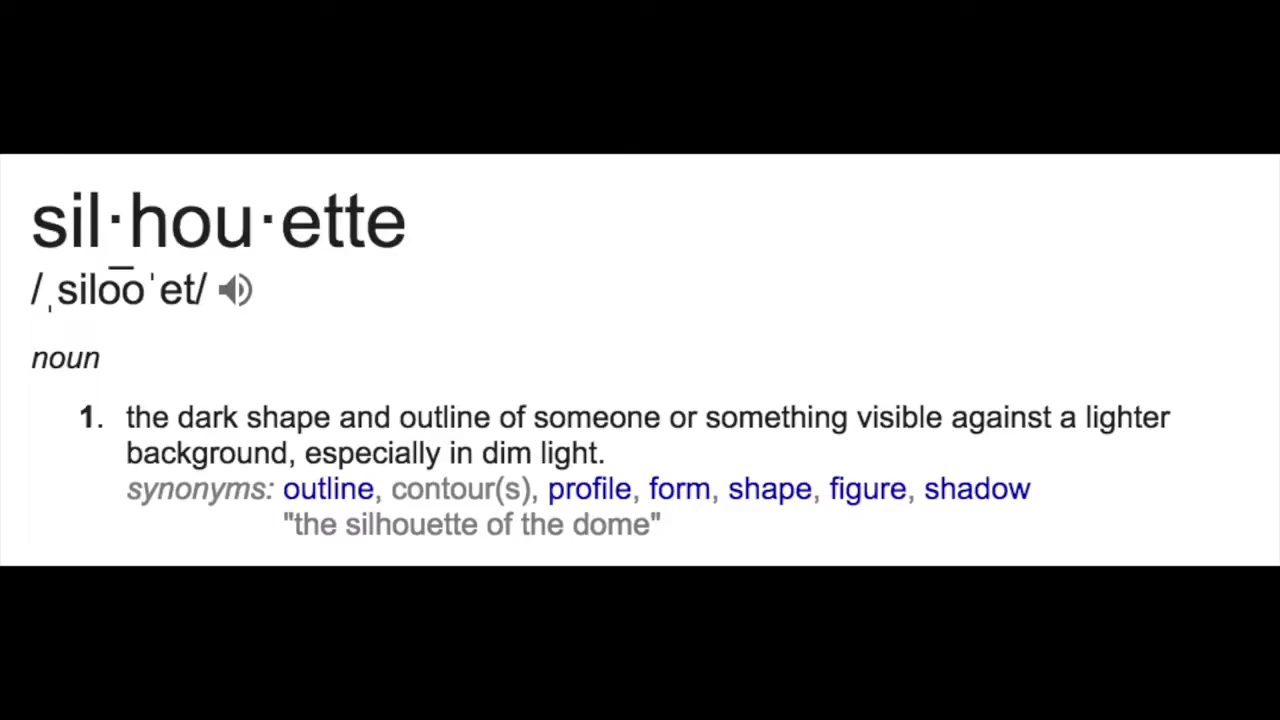 sil·hou·ette
/ˌsilo͞oˈet/
noun
1. the dark shape and outline of someone or something visible against a lighter
background, especially in dim light.
synonyms: outline, contour(s), profile, form, shape, figure, shadow
"the silhouette of the dome"